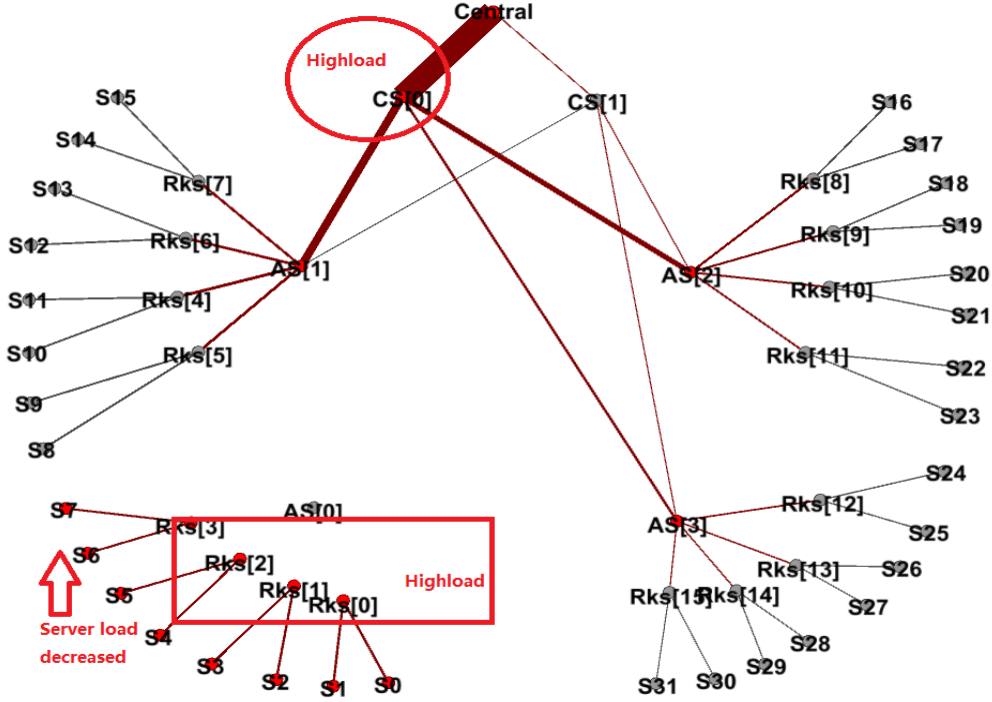 Central
Highload
CS[0]
CS[1]
S15
S16
S14
S17
Rks[7]
Rks[8]
S13
S18
S12
Rks[6]
Rks[9]
S19
AS[1]
AS[2]
S20
S11
Rks[4]
Rks[10]
S21
S10
Rks[5]
Rks[11]
S22
S9
S23
S8
S24
S7
AS[0]
Rks[12]
Rks[3]
AS[3]
S25
S6
Rks[2]
Rks[13]
S26
Highload
S5
Rks[1]
Rks[0]
Rks[15]
Rks[14]
S27
Server load
decreased
S4
S28
S3
S29
S2
S1
S0
S31
S30